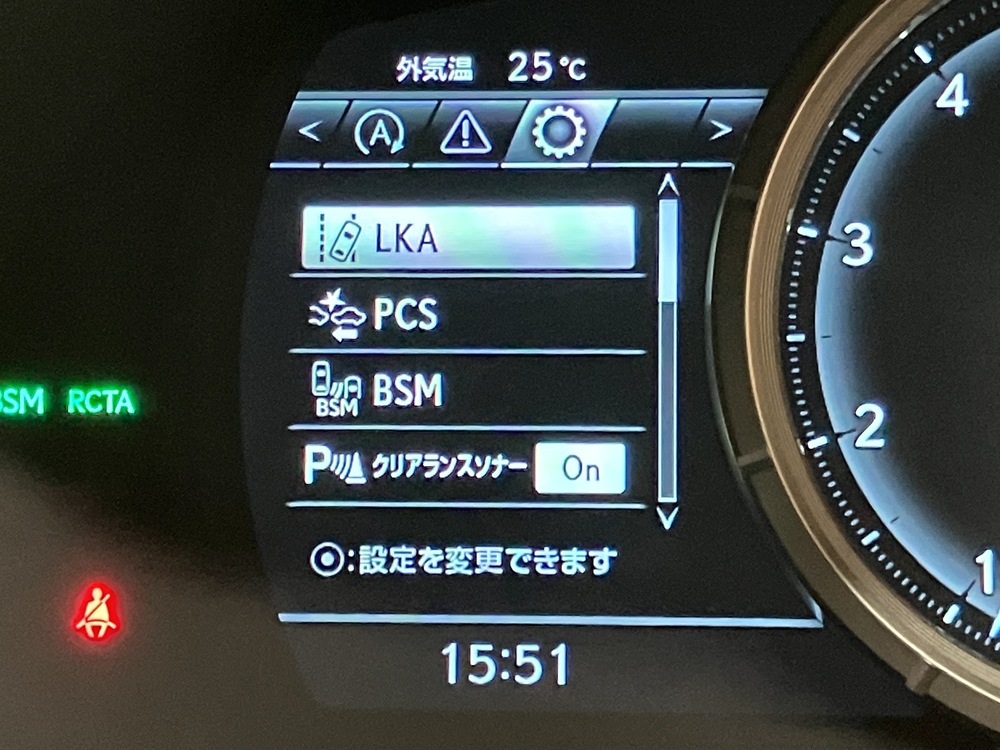 外気温 25℃
< A >
LKA
PCS
BSM BSM
P クリアランスソナー On
⦿:設定を変更できます
15:51
BSM RCTA
4
3
2
1